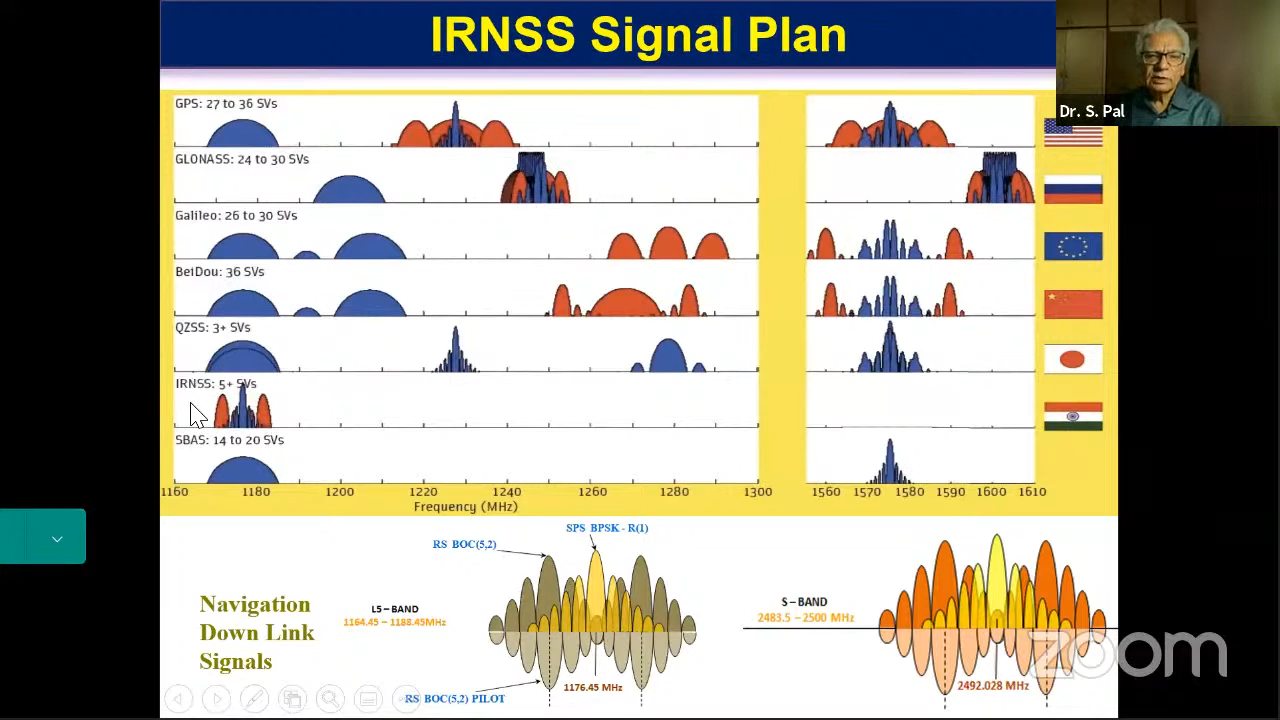 IRNSS Signal Plan
Dr. S. Pal
GPS: 27 to 36 SVs
GLONASS: 24 to 30 SVs
Galileo: 26 to 30 SVs
BeiDou: 36 SVs
QZSS: 3+ SVs
IRNSS: 5+ SVs
SBAS: 14 to 20 SVs
1160 1180 1200 1220 1240 1260 1280 1300 1560 1570 1580 1590 1600 1610
Frequency (MHz)
SPS BPSK - R(1)
RS BOC(5,2)
Navigation
Down Link
Signals
L5 – BAND
1164.45 – 1188.45MHz
S – BAND
2483.5 – 2500 MHz
1176.45 MHz
2492.028 MHz
RS BOC(5,2) PILOT
zoom